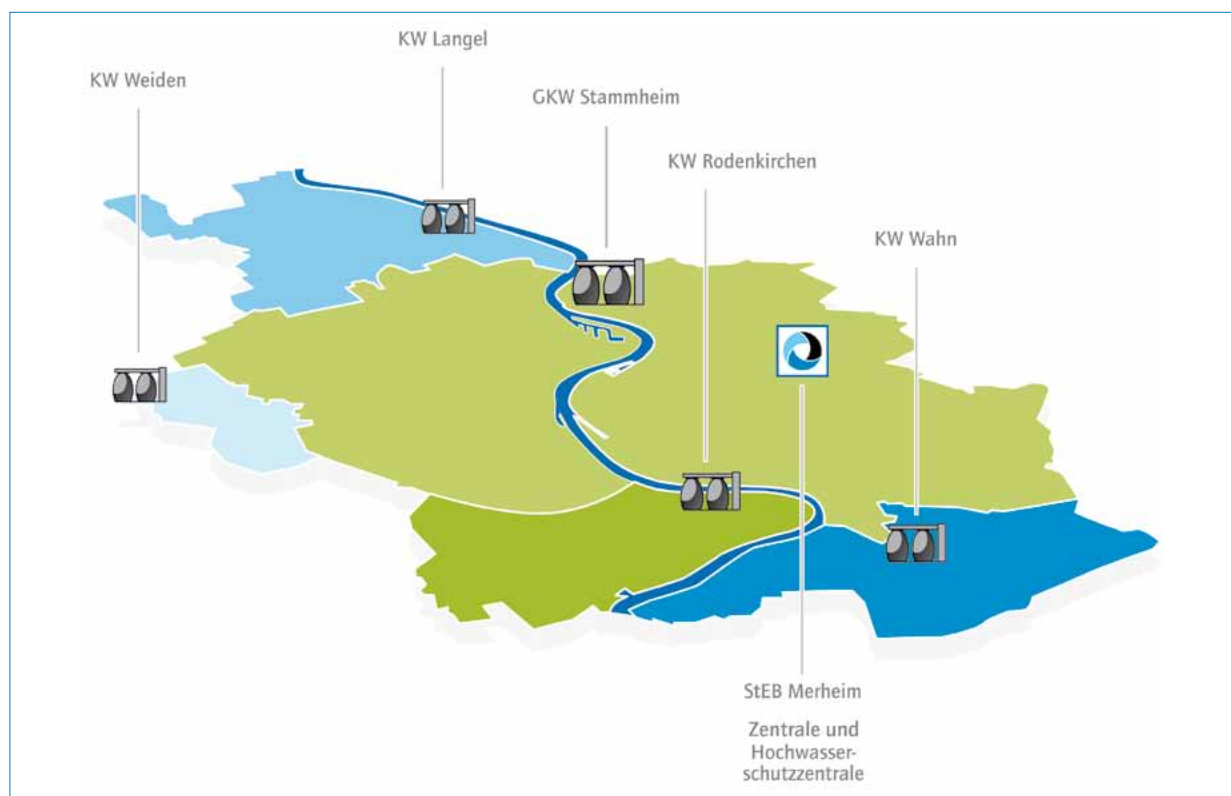 KW Langel
KW Weiden
GKW Stammheim
KW Rodenkirchen
KW Wahn
StEB Merheim
Zentrale und
Hochwasser-
schutzzentrale